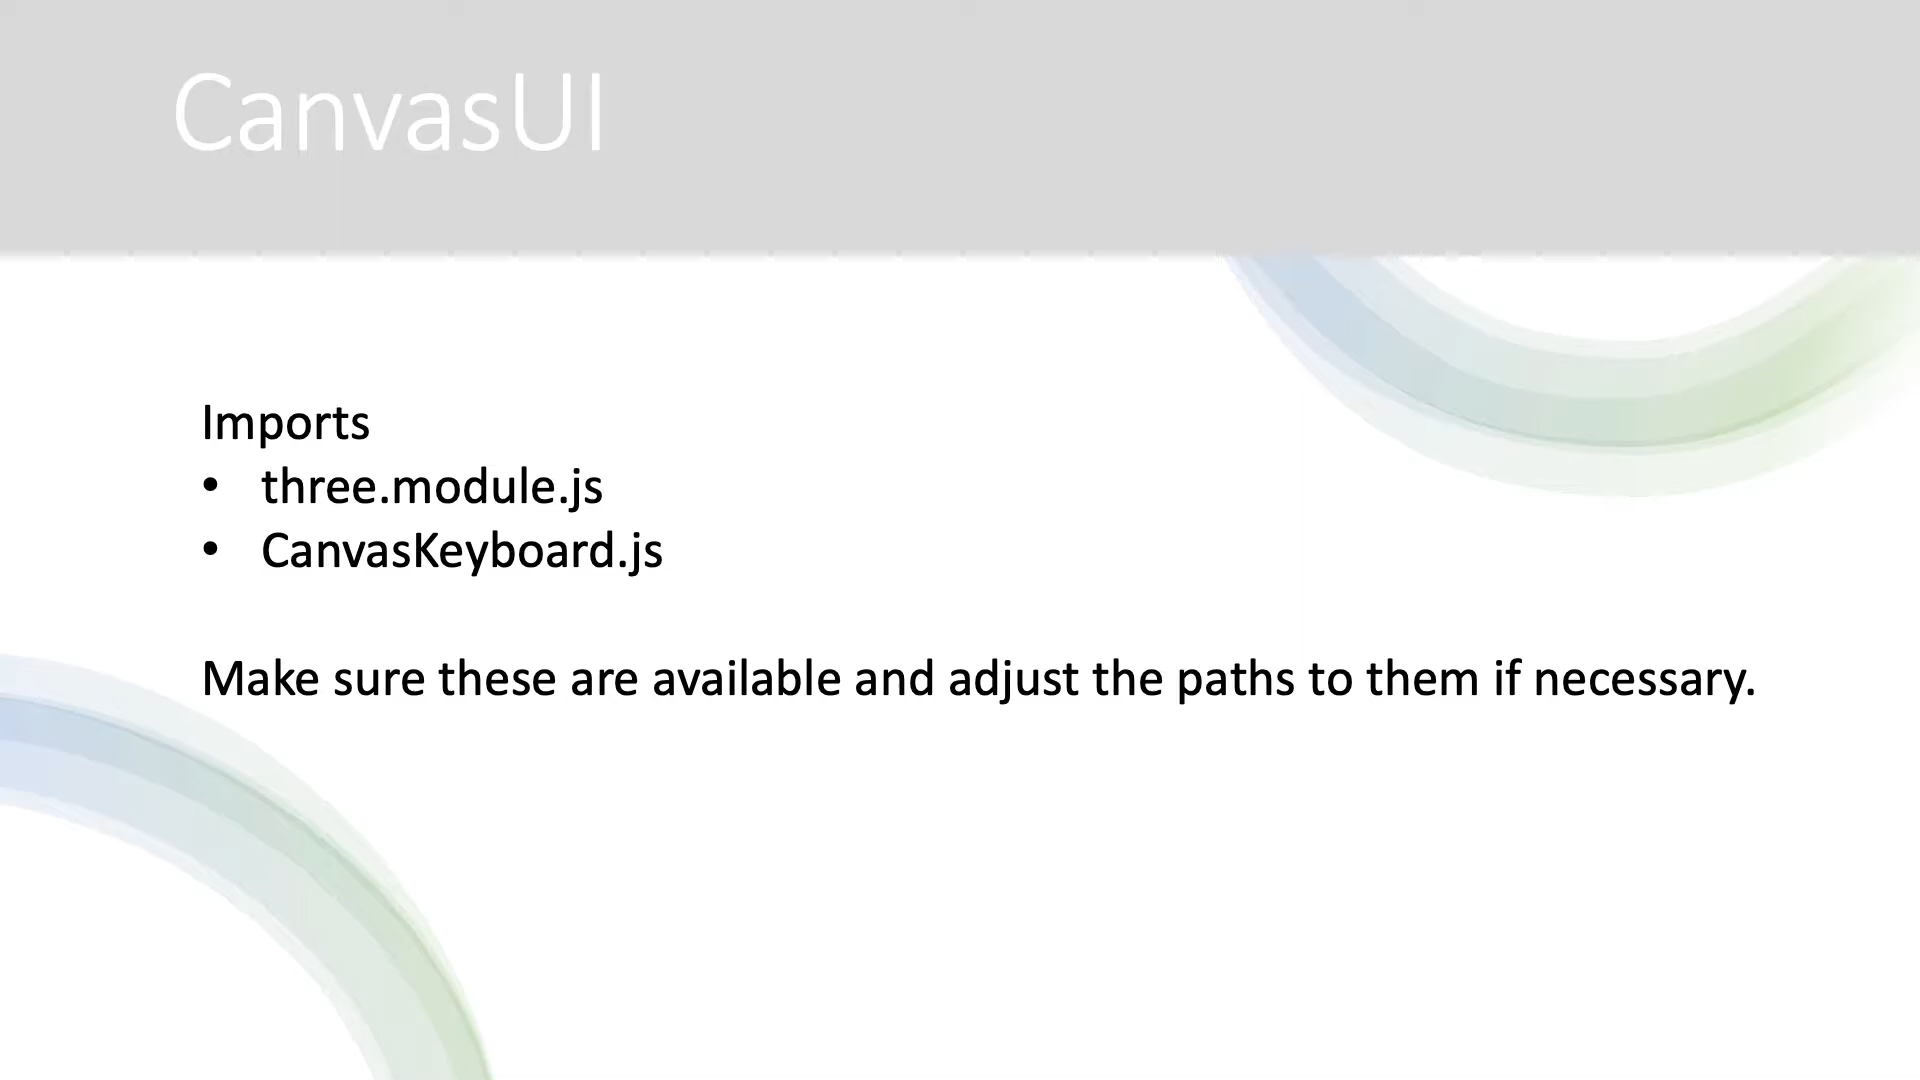 CanvasUI
Imports
• three.module.js
• CanvasKeyboard.js
Make sure these are available and adjust the paths to them if necessary.